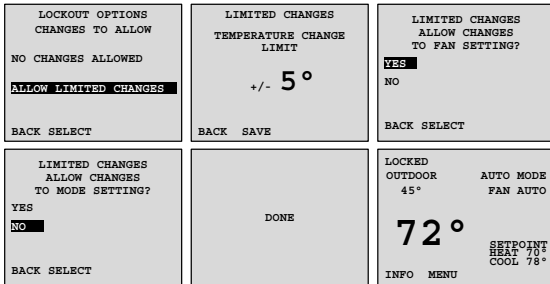 LOCKOUT OPTIONS
CHANGES TO ALLOW
NO CHANGES ALLOWED
ALLOW LIMITED CHANGES
BACK SELECT
LIMITED CHANGES
TEMPERATURE CHANGE
LIMIT
+/- 5°
BACK SAVE
LIMITED CHANGES
ALLOW CHANGES
TO FAN SETTING?
YES
NO
BACK SELECT
LIMITED CHANGES
ALLOW CHANGES
TO MODE SETTING?
YES
NO
BACK SELECT
DONE
LOCKED
OUTDOOR AUTO MODE
45° FAN AUTO
72°
SETPOINT
HEAT 70°
COOL 78°
INFO MENU